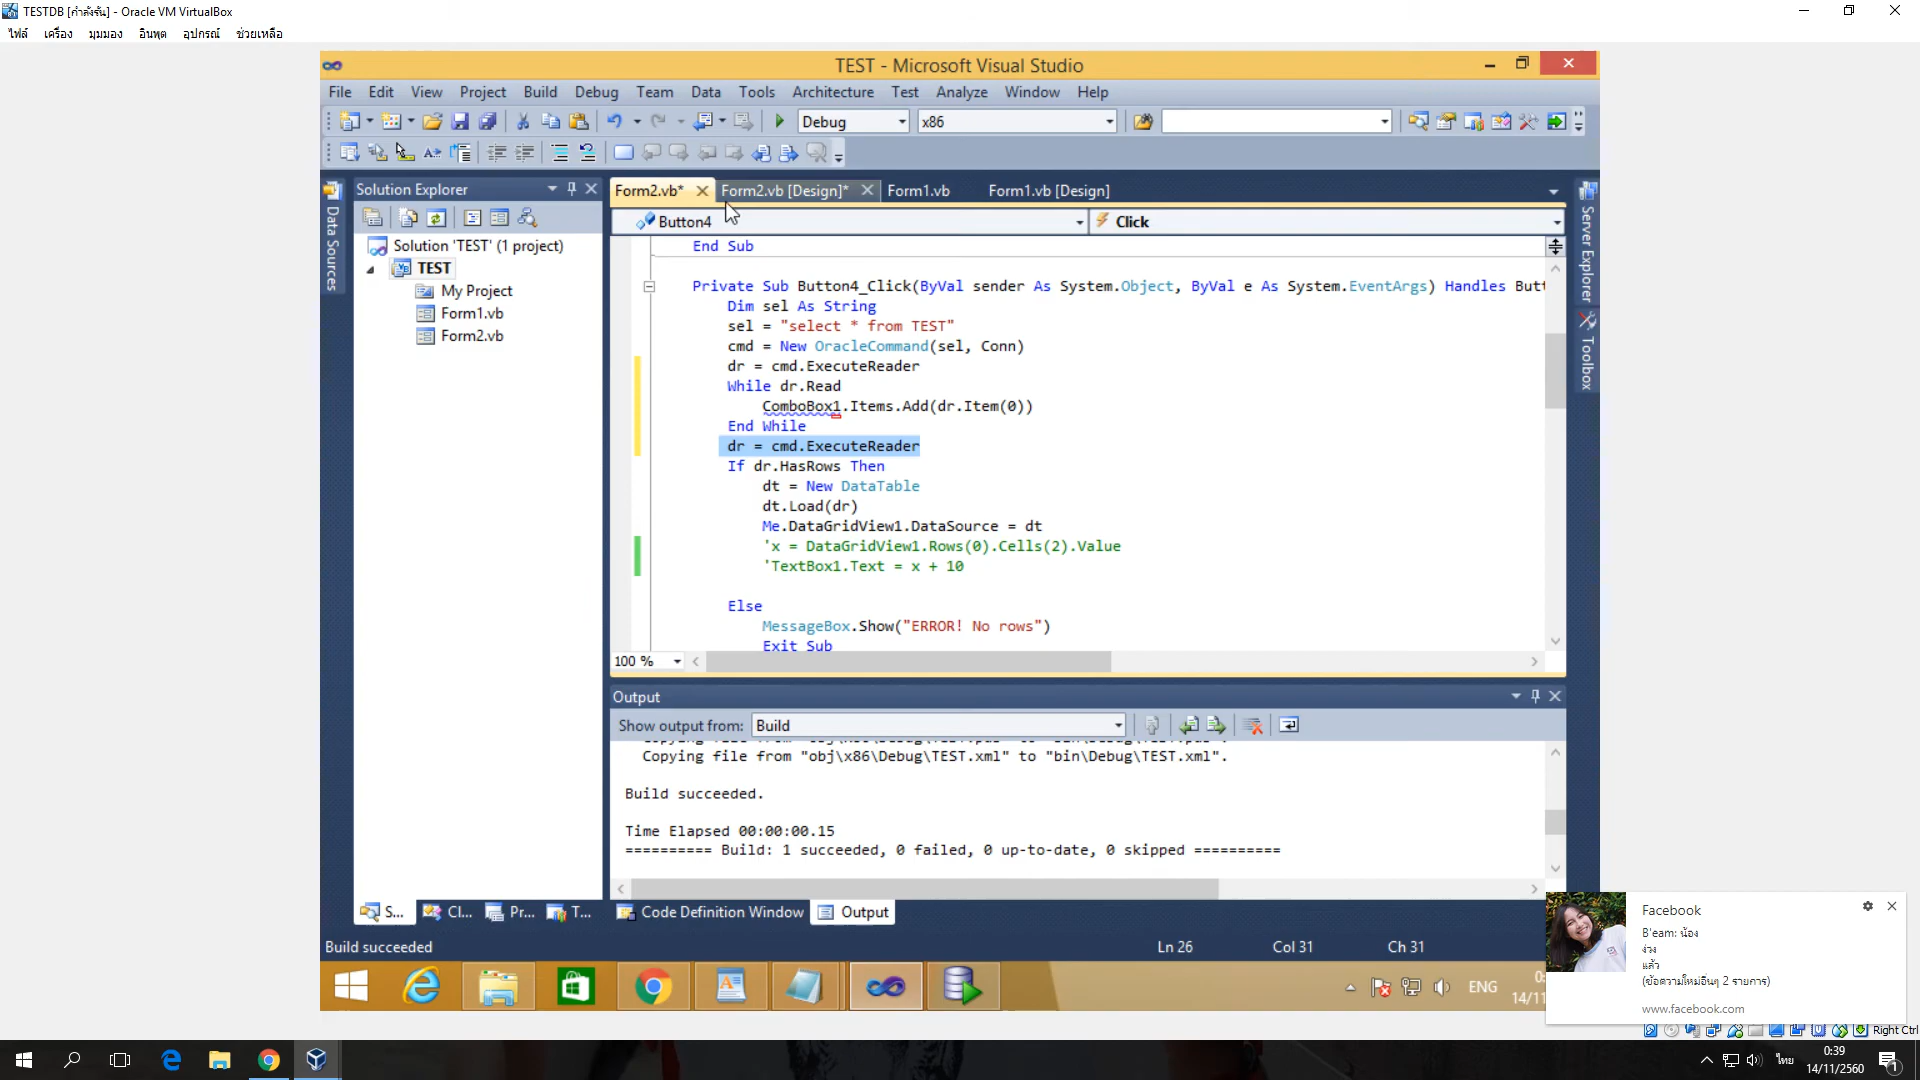 TESTDB [กำลังรัน] - Oracle VM VirtualBox
ไฟล์ เครื่อง มุมมอง อินพุต อุปกรณ์ ช่วยเหลือ
TEST - Microsoft Visual Studio
File Edit View Project Build Debug Team Data Tools Architecture Test Analyze Window Help
Debug x86
Solution Explorer
Form2.vb* Form2.vb [Design]* Form1.vb Form1.vb [Design]
Button4 Click
Data Sources
Solution 'TEST' (1 project)
TEST
My Project
Form1.vb
Form2.vb
Server Explorer
Toolbox
End Sub
Private Sub Button4_Click(ByVal sender As System.Object, ByVal e As System.EventArgs) Handles Butt
Dim sel As String
sel = "select * from TEST"
cmd = New OracleCommand(sel, Conn)
dr = cmd.ExecuteReader
While dr.Read
ComboBox1.Items.Add(dr.Item(0))
End While
dr = cmd.ExecuteReader
If dr.HasRows Then
dt = New DataTable
dt.Load(dr)
Me.DataGridView1.DataSource = dt
'x = DataGridView1.Rows(0).Cells(2).Value
'TextBox1.Text = x + 10
Else
MessageBox.Show("ERROR! No rows")
Exit Sub
100 %
Output
Show output from: Build
Copying file from "obj\x86\Debug\TEST.xml" to "bin\Debug\TEST.xml".
Build succeeded.
Time Elapsed 00:00:00.15
========== Build: 1 succeeded, 0 failed, 0 up-to-date, 0 skipped ==========
S... Cl... Pr... T... Code Definition Window Output
Build succeeded Ln 26 Col 31 Ch 31
ENG
14/11
Facebook
B'eam: น้อง
ง่วง
แล้ว
(ข้อความใหม่อื่นๆ 2 รายการ)
www.facebook.com
Right Ctrl
ไทย
0:39
14/11/2560
1